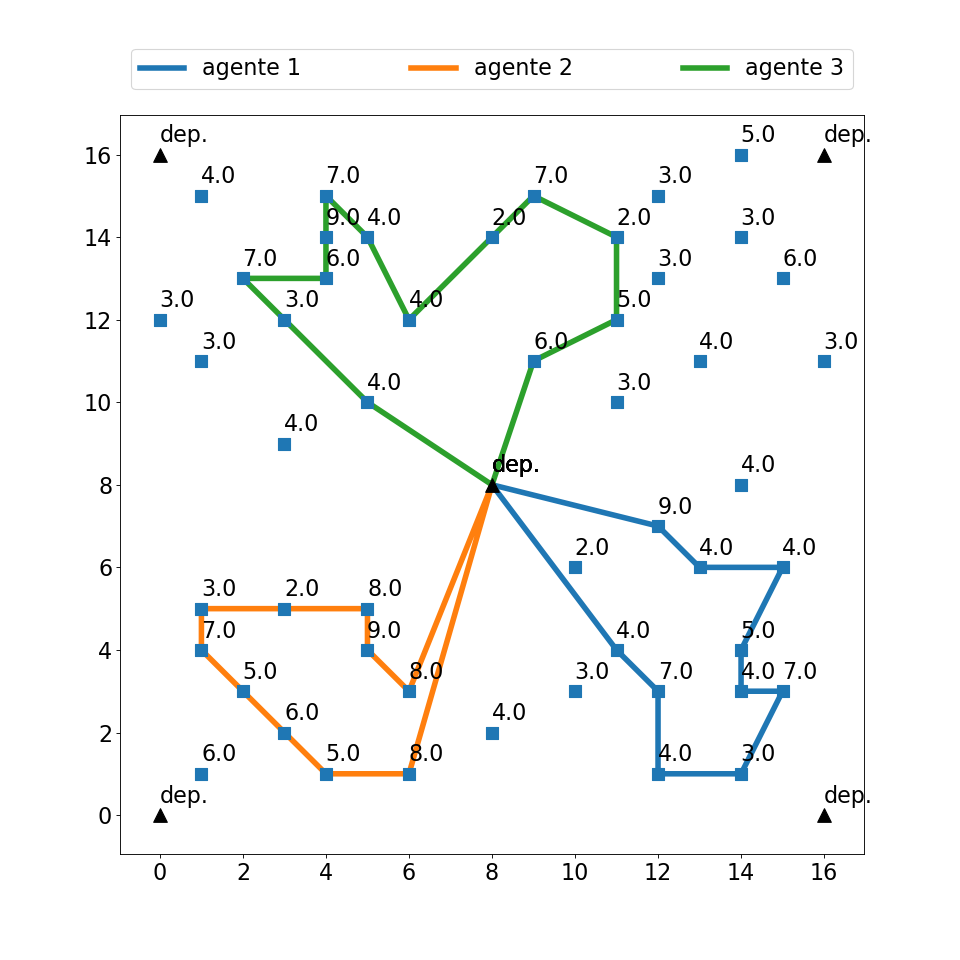 agente 1 agente 2 agente 3
dep. 5.0 dep.
16
4.0 7.0 7.0 3.0
14 9.0 4.0 2.0 2.0 3.0
7.0 6.0 3.0 6.0
12 3.0 3.0 4.0 5.0
3.0 6.0 4.0 3.0
10 4.0 3.0
4.0
8 dep. 4.0
9.0
6 2.0 4.0 4.0
3.0 2.0 8.0
4 7.0 9.0 4.0 5.0
5.0 8.0 3.0 7.0 4.0 7.0
2 6.0 4.0
6.0 5.0 8.0 4.0 3.0
0 dep. dep.
0 2 4 6 8 10 12 14 16